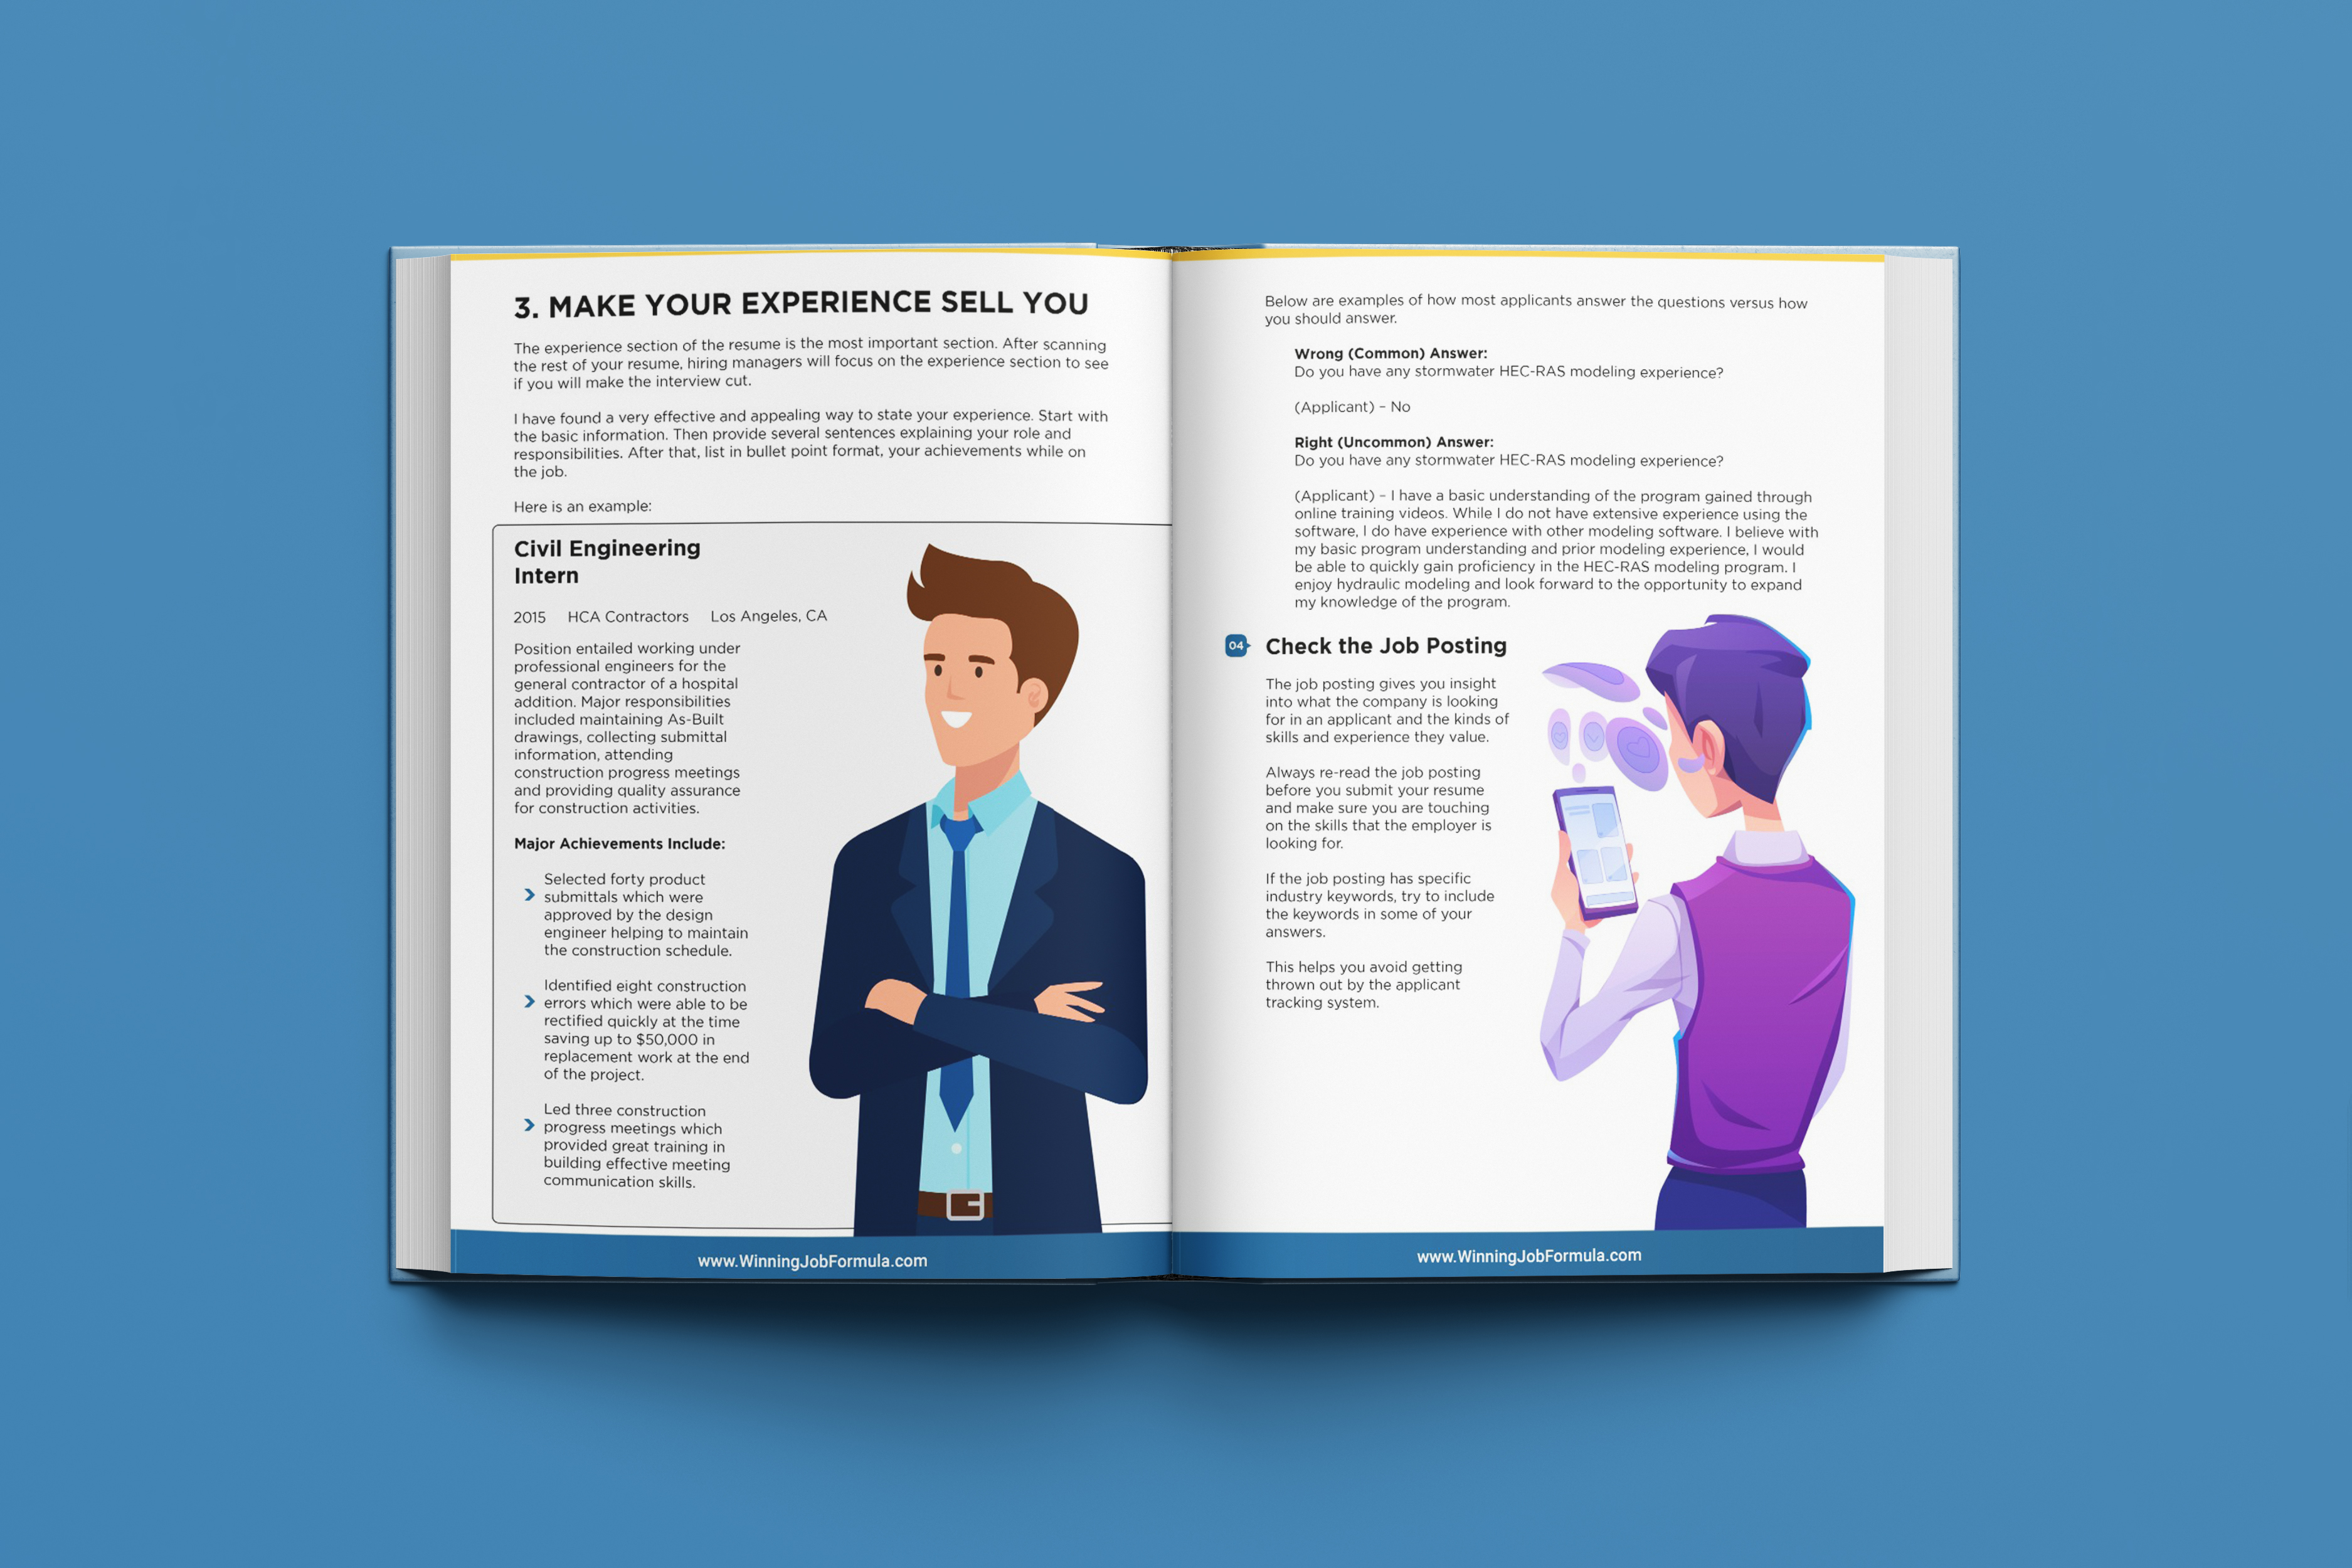 3. MAKE YOUR EXPERIENCE SELL YOU
The experience section of the resume is the most important section. After scanning
the rest of your resume, hiring managers will focus on the experience section to see
if you will make the interview cut.
I have found a very effective and appealing way to state your experience. Start with
the basic information. Then provide several sentences explaining your role and
responsibilities. After that, list in bullet point format, your achievements while on
the job.
Here is an example:
Civil Engineering
Intern
2015 HCA Contractors Los Angeles, CA
Position entailed working under
professional engineers for the
general contractor of a hospital
addition. Major responsibilities
included maintaining As-Built
drawings, collecting submittal
information, attending
construction progress meetings
and providing quality assurance
for construction activities.
Major Achievements Include:
Selected forty product
submittals which were
approved by the design
engineer helping to maintain
the construction schedule.
Identified eight construction
errors which were able to be
rectified quickly at the time
saving up to $50,000 in
replacement work at the end
of the project.
Led three construction
progress meetings which
provided great training in
building effective meeting
communication skills.
www.WinningJobFormula.com
Below are examples of how most applicants answer the questions versus how
you should answer.
Wrong (Common) Answer:
Do you have any stormwater HEC-RAS modeling experience?
(Applicant) – No
Right (Uncommon) Answer:
Do you have any stormwater HEC-RAS modeling experience?
(Applicant) – I have a basic understanding of the program gained through
online training videos. While I do not have extensive experience using the
software, I do have experience with other modeling software. I believe with
my basic program understanding and prior modeling experience, I would
be able to quickly gain proficiency in the HEC-RAS modeling program. I
enjoy hydraulic modeling and look forward to the opportunity to expand
my knowledge of the program.
04 Check the Job Posting
The job posting gives you insight
into what the company is looking
for in an applicant and the kinds of
skills and experience they value.
Always re-read the job posting
before you submit your resume
and make sure you are touching
on the skills that the employer is
looking for.
If the job posting has specific
industry keywords, try to include
the keywords in some of your
answers.
This helps you avoid getting
thrown out by the applicant
tracking system.
www.WinningJobFormula.com